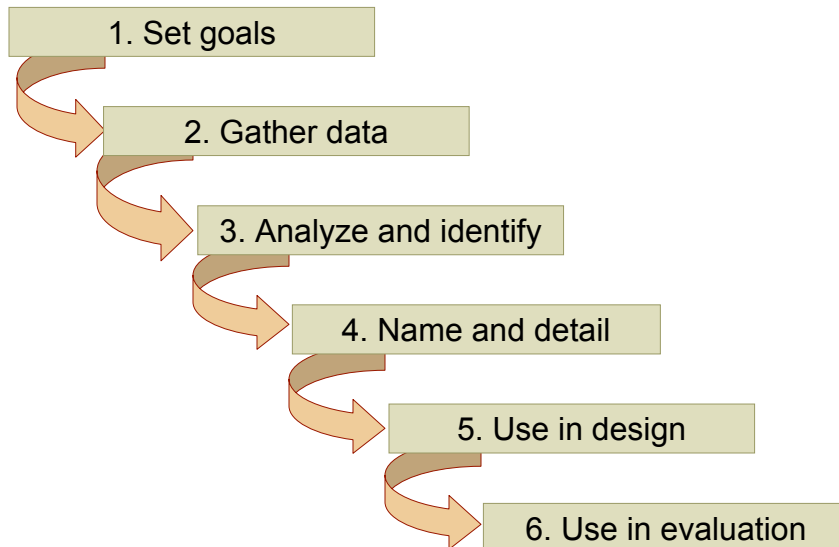 1. Set goals
2. Gather data
3. Analyze and identify
4. Name and detail
5. Use in design
6. Use in evaluation